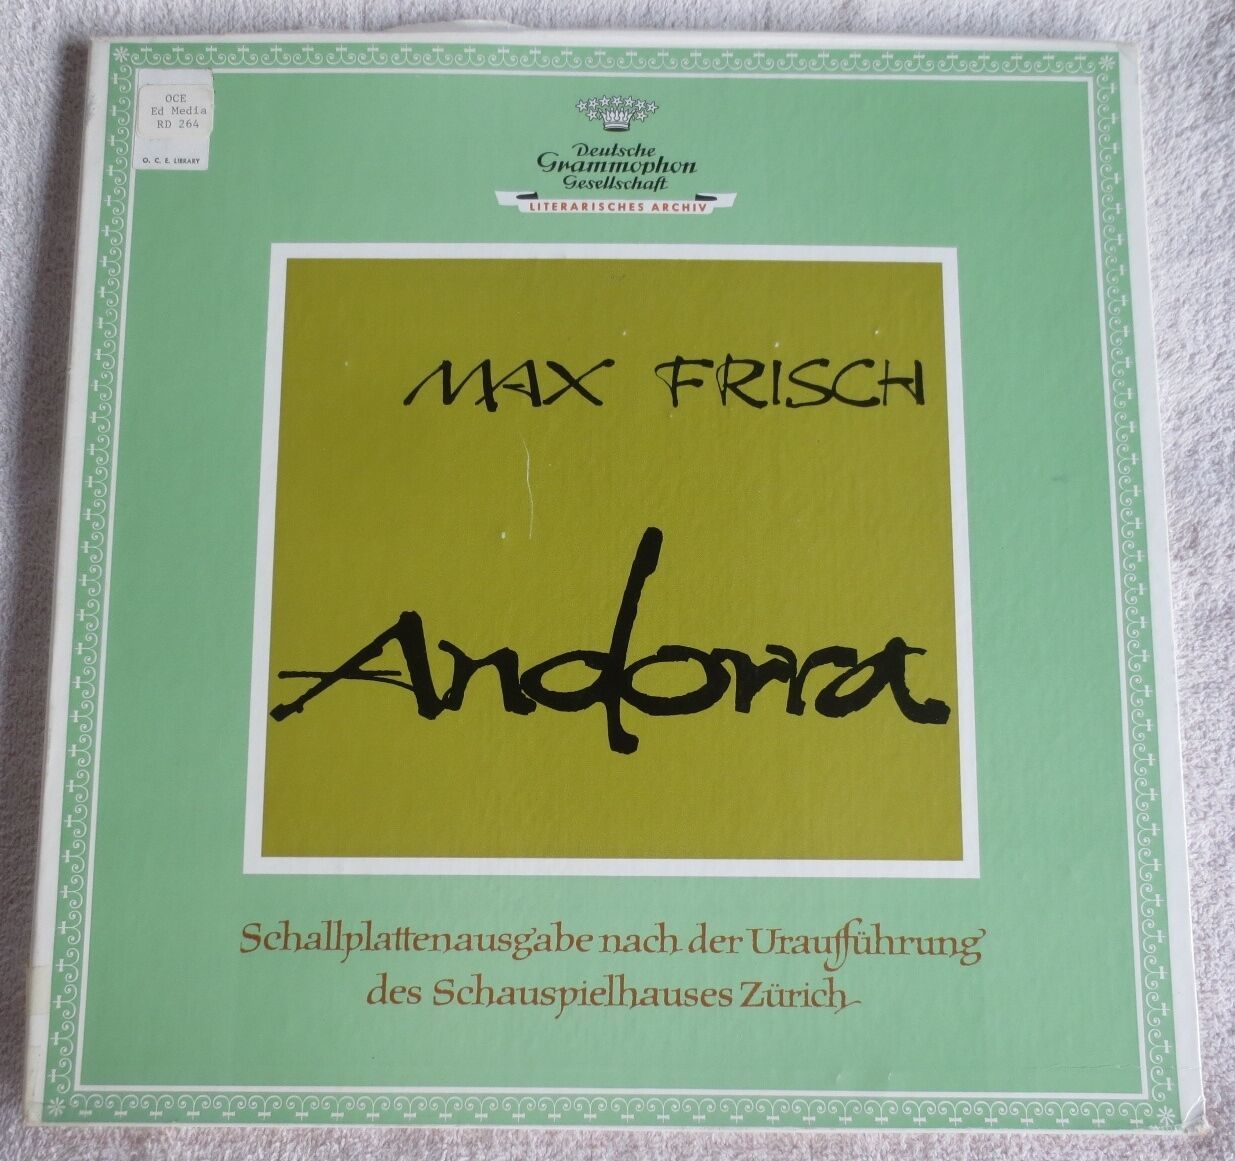 OCE
Ed Media
RD 264
O. C. E. LIBRARY
Deutsche
Grammophon
Gesellschaft
LITERARISCHES ARCHIV
MAX FRISCH
Andorra
Schallplattenausgabe nach der Uraufführung
des Schauspielhauses Zürich